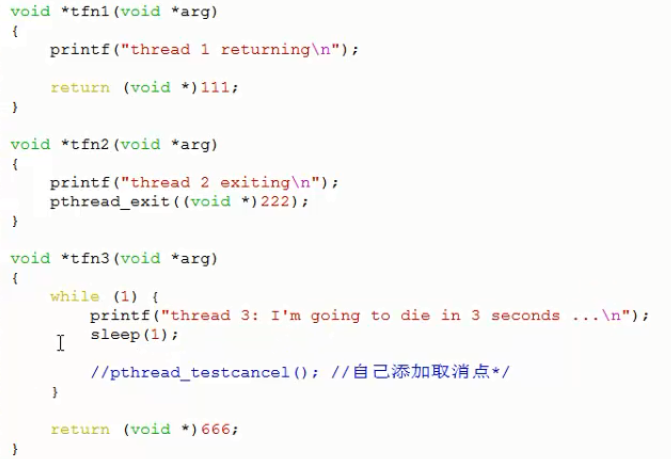 void *tfn1(void *arg)
{
    printf("thread 1 returning\n");
    return (void *)111;
}
void *tfn2(void *arg)
{
    printf("thread 2 exiting\n");
    pthread_exit((void *)222);
}
void *tfn3(void *arg)
{
    while (1) {
        printf("thread 3: I'm going to die in 3 seconds ...\n");
        sleep(1);
        //pthread_testcancel(); //自己添加取消点*/
    }
    return (void *)666;
}